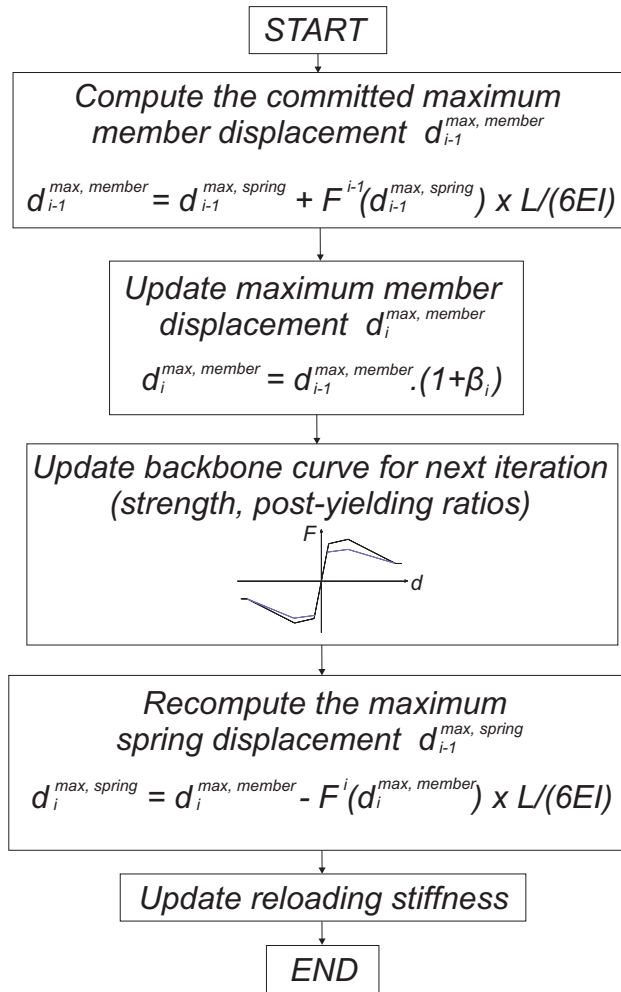 START
Compute the committed maximum
member displacement d_{i-1}^{max, member}
d_{i-1}^{max, member} = d_{i-1}^{max, spring} + F^{i-1}(d_{i-1}^{max, spring}) x L/(6EI)
Update maximum member
displacement d_i^{max, member}
d_i^{max, member} = d_{i-1}^{max, member}.(1+β_i)
Update backbone curve for next iteration
(strength, post-yielding ratios)
F
d
Recompute the maximum
spring displacement d_{i-1}^{max, spring}
d_i^{max, spring} = d_i^{max, member} - F^i(d_i^{max, member}) x L/(6EI)
Update reloading stiffness
END